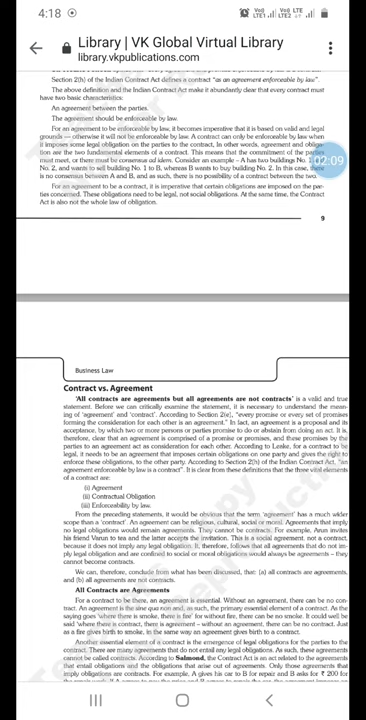 4:18
Vo)) LTE1 Vo)) LTE LTE2
Library | VK Global Virtual Library
library.vkpublications.com
Section 2(h) of the Indian Contract Act defines a contract "as an agreement enforceable by law".
The above definition and the Indian Contract Act make it abundantly clear that every contract must
have two basic characteristics:
An agreement between the parties.
The agreement should be enforceable by law.
For an agreement to be enforceable by law, it becomes imperative that it is based on valid and legal
grounds — otherwise it will not be enforceable by law. A contract can only be enforceable by law when
it imposes some legal obligation on the parties to the contract. In other words, agreement and obliga-
tion are the two fundamental elements of a contract. This means that the commitment of the parties
must meet, or there must be consensus ad idem. Consider an example – A has two buildings No. 1
02:09
No. 2, and wants to sell building No. 1 to B, whereas B wants to buy building No. 2. In this case, there
is no consensus between A and B, and as such, there is no possibility of a contract between the two.
For an agreement to be a contract, it is imperative that certain obligations are imposed on the par-
ties concerned. These obligations need to be legal, not social obligations. At the same time, the Contract
Act is also not the whole law of obligation.
9
Business Law
Contract vs. Agreement
'All contracts are agreements but all agreements are not contracts' is a valid and true
statement. Before we can critically examine the statement, it is necessary to understand the mean-
ing of 'agreement' and 'contract'. According to Section 2(e), "every promise or every set of promises
forming the consideration for each other is an agreement." In fact, an agreement is a proposal and its
acceptance, by which two or more persons or parties promise to do or abstain from doing an act. It is,
therefore, clear that an agreement is comprised of a promise or promises, and these promises by the
parties to an agreement act as consideration for each other. According to Leake, for a contract to be
legal, it needs to be an agreement that imposes certain obligations on one party and gives the right to
enforce these obligations, to the other party. According to Section 2(h) of the Indian Contract Act, "an
agreement enforceable by law is a contract". It is clear from these definitions that the three elements
of a contract are:
(i) Agreement
(ii) Contractual Obligation
(iii) Enforceability by law.
From the preceding statements, it would be obvious that the term 'agreement' has a much wider
scope than a 'contract'. An agreement can be religious, cultural, social or moral. Agreements that imply
no legal obligations would remain agreements. They cannot be contracts. For example, Arun invites
his friend Varun to tea and the latter accepts the invitation. This is a social agreement, not a contract,
because it does not imply any legal obligation. It, therefore, follows that all agreements that do not im-
ply legal obligation and are confined to social or moral obligations would always be agreements – they
cannot become contracts.
We can, therefore, conclude from what has been discussed, that: (a) all contracts are agreements,
and (b) all agreements are not contracts.
All Contracts are Agreements
For a contract to be there, an agreement is essential. Without an agreement, there can be no con-
tract. An agreement is the sine qua non and, as such, the primary essential element of a contract. As the
saying goes 'where there is smoke, there is fire' for without fire, there can be no smoke. It could well be
said 'where there is contract, there is agreement – without an agreement, there can be no contract. Just
as a fire gives birth to smoke, in the same way an agreement gives birth to a contract.
Another essential element of a contract is the emergence of legal obligations for the parties to the
contract. There are many agreements that do not entail any legal obligations. As such, these agreements
cannot be called contracts. According to Salmond, the Contract Act is an act related to the agreements
that entail obligations and the obligations that arise out of agreements. Only those agreements that
imply obligations are contracts. For example, A gives his car to B for repair and B asks for ₹ 200 for